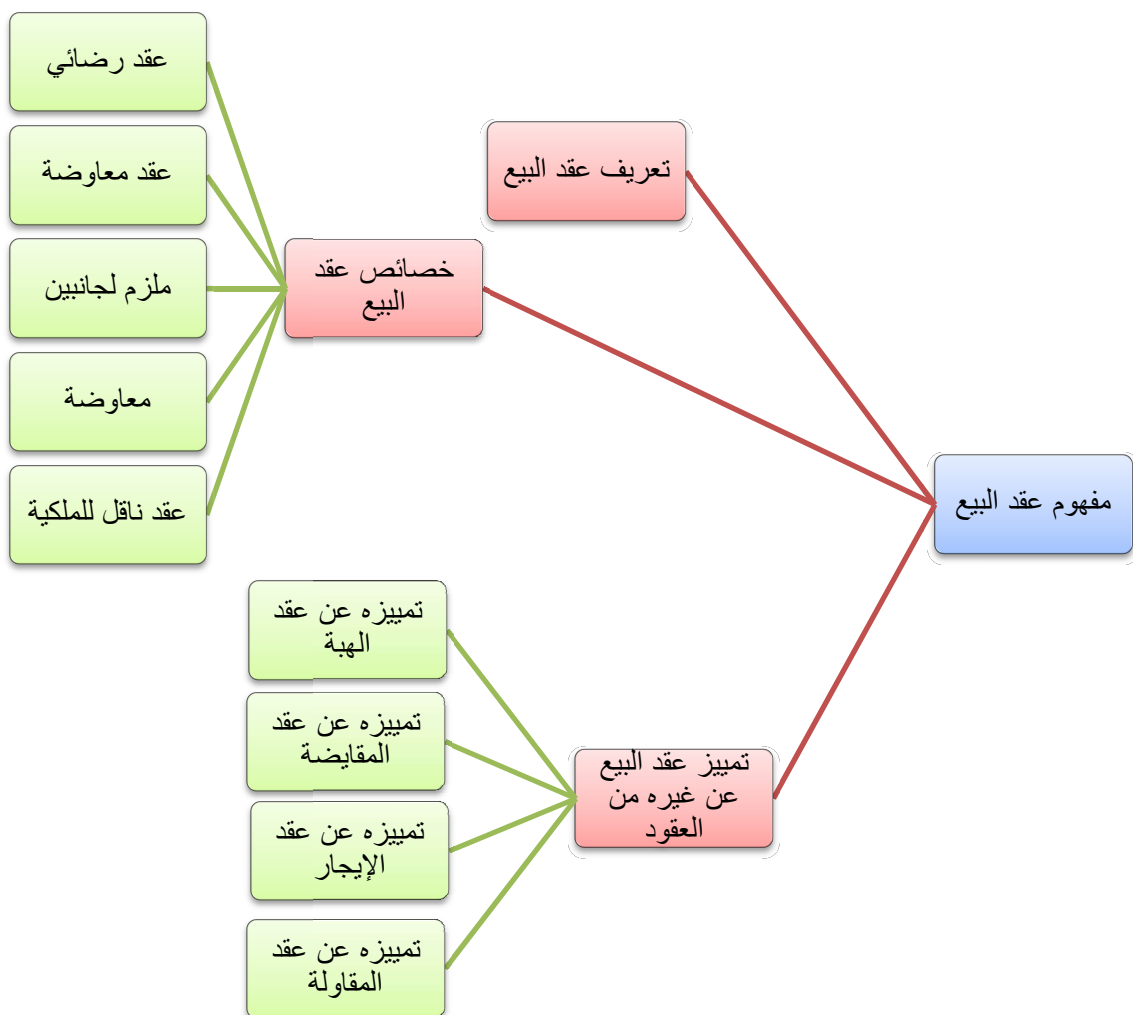 مفهوم عقد البيع
تعريف عقد البيع
خصائص عقد
البيع
عقد رضائي
عقد معاوضة
ملزم لجانبين
معاوضة
عقد ناقل للملكية
تمييز عقد البيع
عن غيره من
العقود
تمييزه عن عقد
الهبة
تمييزه عن عقد
المقايضة
تمييزه عن عقد
الإيجار
تمييزه عن عقد
المقاولة